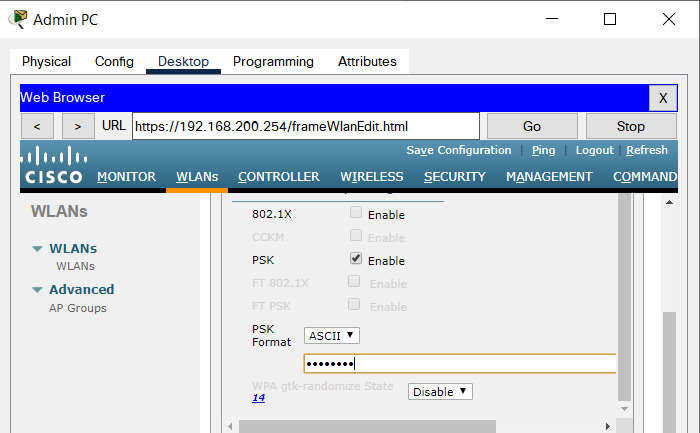 Admin PC
Physical Config Desktop Programming Attributes
Web Browser X
< > URL https://192.168.200.254/frameWlanEdit.html Go Stop
Save Configuration | Ping | Logout | Refresh
CISCO MONITOR WLANs CONTROLLER WIRELESS SECURITY MANAGEMENT COMMAND
WLANs
WLANs
WLANs
Advanced
AP Groups
802.1X Enable
CCKM Enable
PSK Enable
FT 802.1X Enable
FT PSK Enable
PSK Format ASCII
••••••••
WPA gtk-randomize State Disable
14